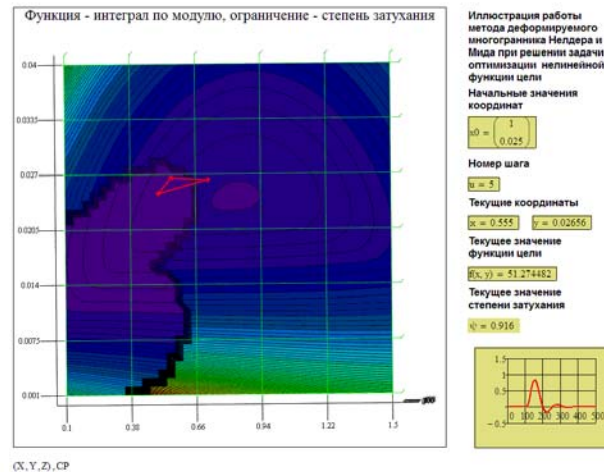 Функция - интеграл по модулю, ограничение - степень затухания
0.04
0.0335
0.027
0.0205
0.014
0.0075
0.001
0.1
0.38
0.66
0.94
1.22
1.5
(X,Y,Z),CP
Иллюстрация работы
метода деформируемого
многогранника Нелдера и
Мида при решении задачи
оптимизации нелинейной
функции цели
Начальные значения
координат
x0 = ( 1 0.025 )
Номер шага
n = 5
Текущие координаты
x = 0.555 y = 0.02656
Текущее значение
функции цели
f(x, y) = 51.274482
Текущее значение
степени затухания
ψ = 0.916
1.5
1
0.5
0 100 200 300 400 500
-0.5